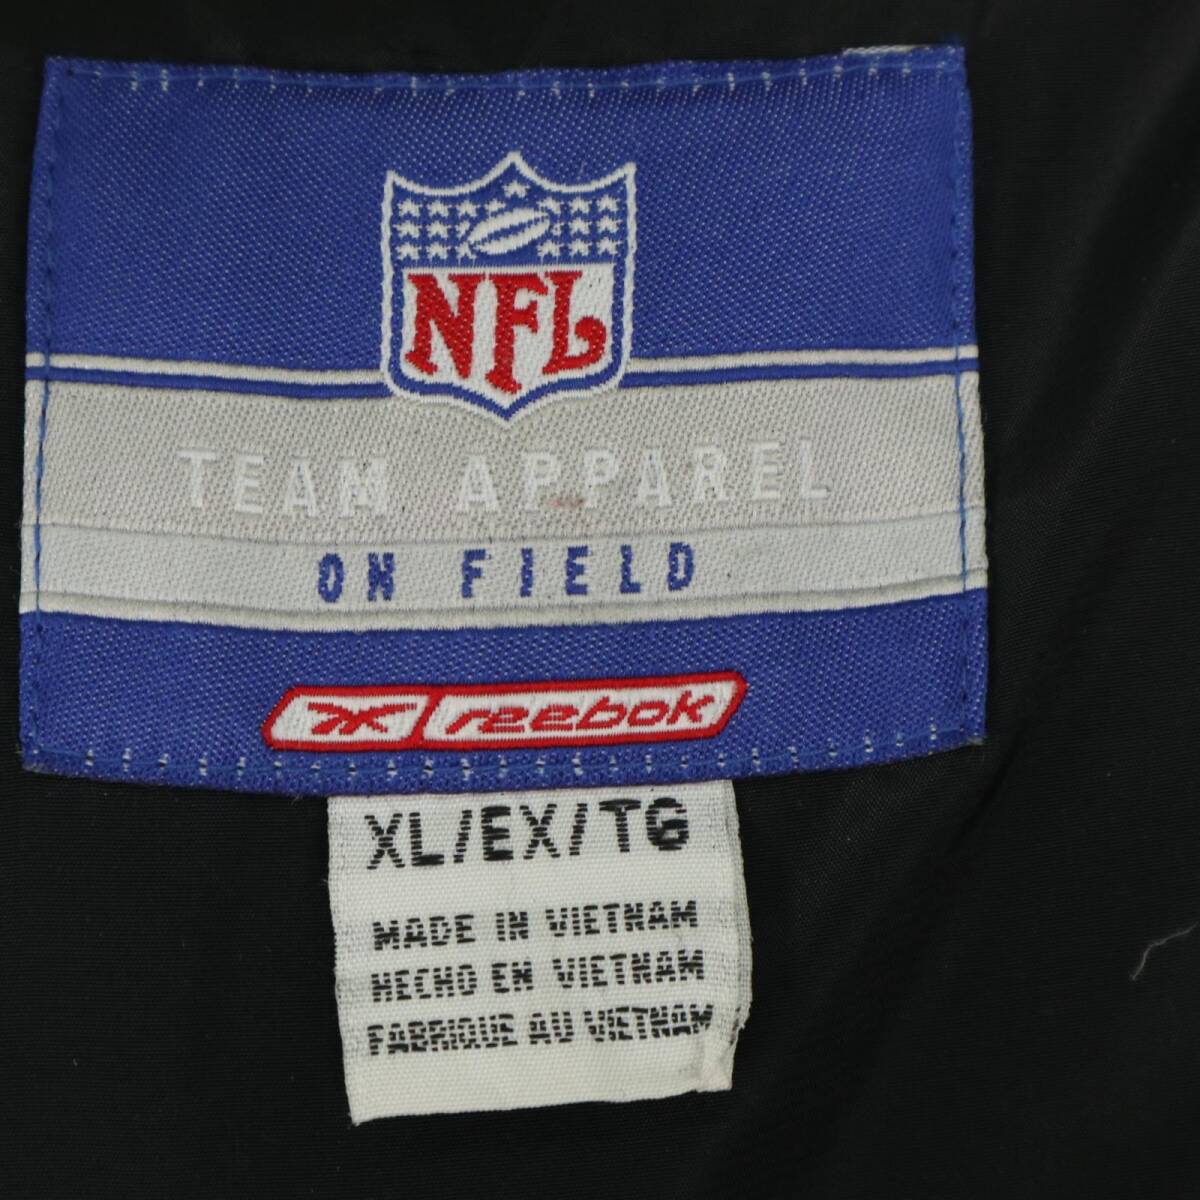 NFL
TEAM APPAREL
ON FIELD
Reebok
XL/EX/TG
MADE IN VIETNAM
HECHO EN VIETNAM
FABRIQUE AU VIETNAM